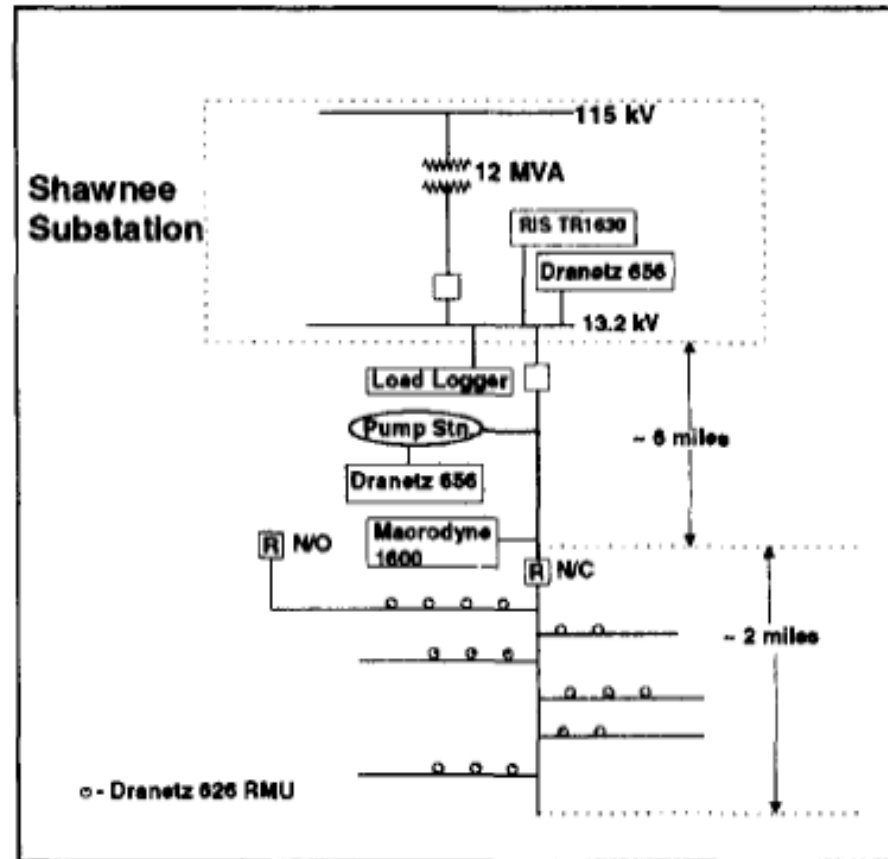 115 kV
12 MVA
Shawnee
Substation
RIS TR1630
Dranetz 656
13.2 kV
Load Logger
Pump Stn.
~ 6 miles
Dranetz 656
Macrodyne
1600
R N/O
R N/C
~ 2 miles
o - Dranetz 626 RMU